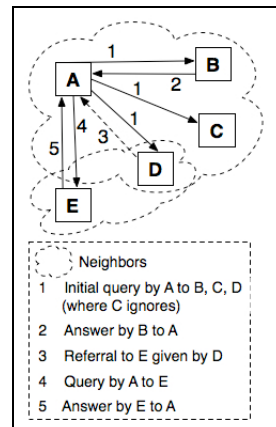 1
B
A
2
1
C
1
4
3
5
D
E
Neighbors
1 Initial query by A to B, C, D
(where C ignores)
2 Answer by B to A
3 Referral to E given by D
4 Query by A to E
5 Answer by E to A